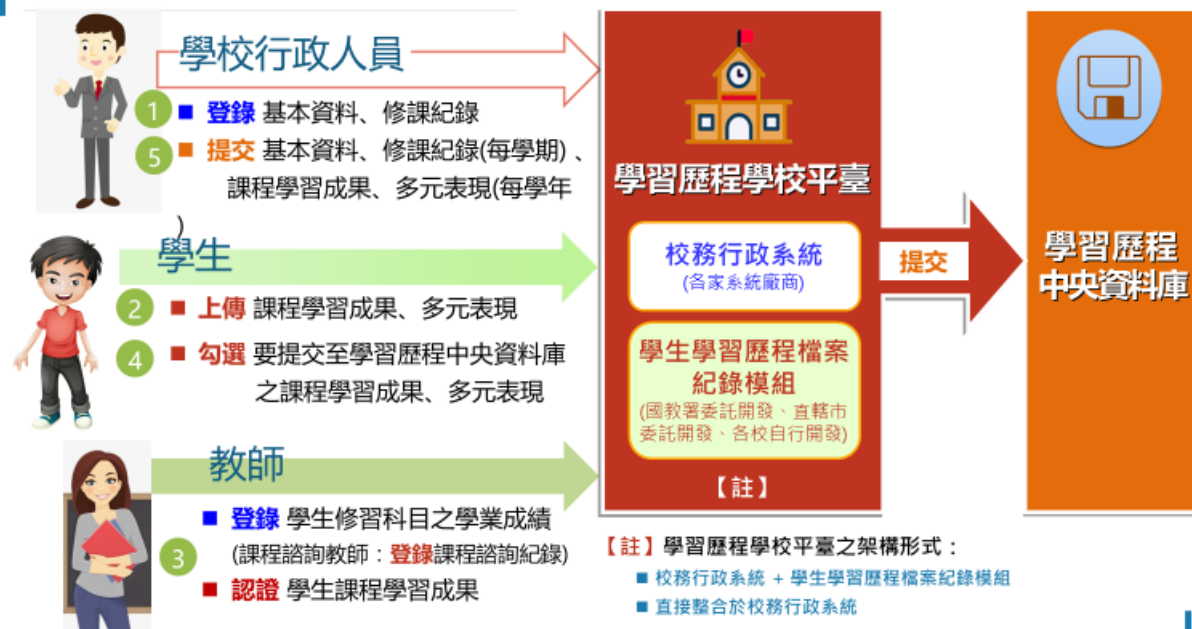 學校行政人員
1 ■ 登錄 基本資料、修課紀錄
5 ■ 提交 基本資料、修課紀錄(每學期)、
課程學習成果、多元表現(每學年
)
學生
2 ■ 上傳 課程學習成果、多元表現
4 ■ 勾選 要提交至學習歷程中央資料庫
之課程學習成果、多元表現
教師
■ 登錄 學生修習科目之學業成績
3 (課程諮詢教師：登錄課程諮詢紀錄)
■ 認證 學生課程學習成果
學習歷程學校平臺
校務行政系統
(各家系統廠商)
學生學習歷程檔案
紀錄模組
(國教署委託開發、直轄市
委託開發、各校自行開發)
【註】
提交
學習歷程
中央資料庫
【註】學習歷程學校平臺之架構形式：
■ 校務行政系統 + 學生學習歷程檔案紀錄模組
■ 直接整合於校務行政系統